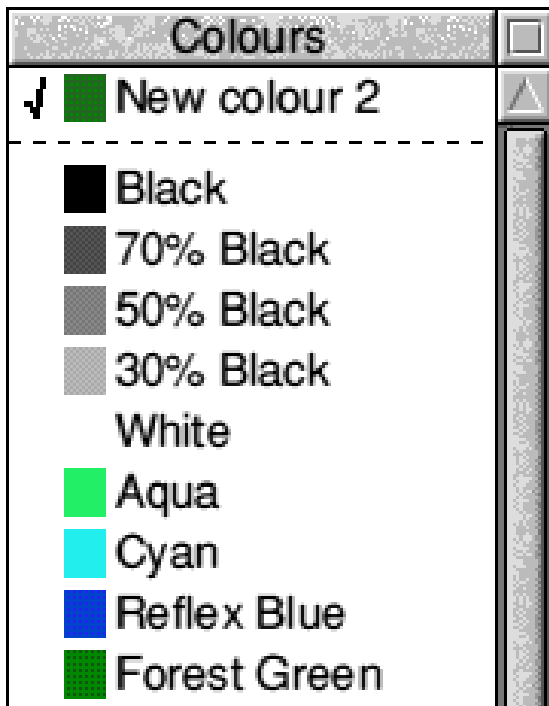 Colours
New colour 2
Black
70% Black
50% Black
30% Black
White
Aqua
Cyan
Reflex Blue
Forest Green